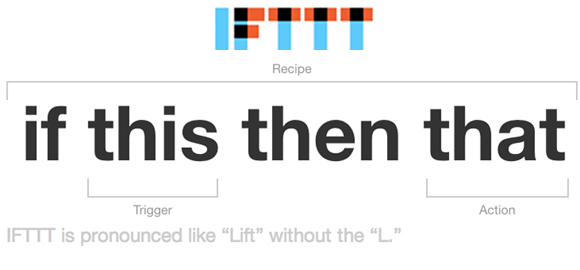 IFTTT
Recipe
if this then that
Trigger Action
IFTTT is pronounced like “Lift” without the “L.”